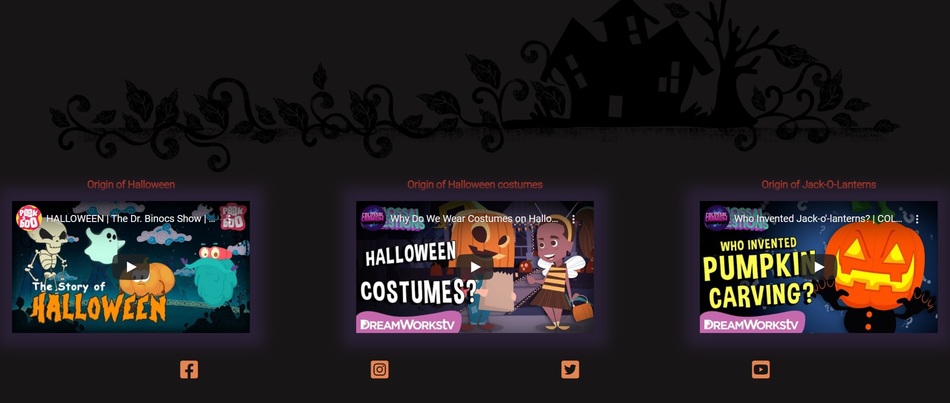 Origin of Halloween
Origin of Halloween costumes
Origin of Jack-O-Lanterns
PEEK A BOO
HALLOWEEN | The Dr. Binocs Show | ...
The Story of
HALLOWEEN
Why Do We Wear Costumes on Hallo...
HALLOWEEN
COSTUMES?
DREAMWORKStv
Who Invented Jack-o'-lanterns? | COL...
WHO INVENTED
PUMPKIN
CARVING?
DREAMWORKStv